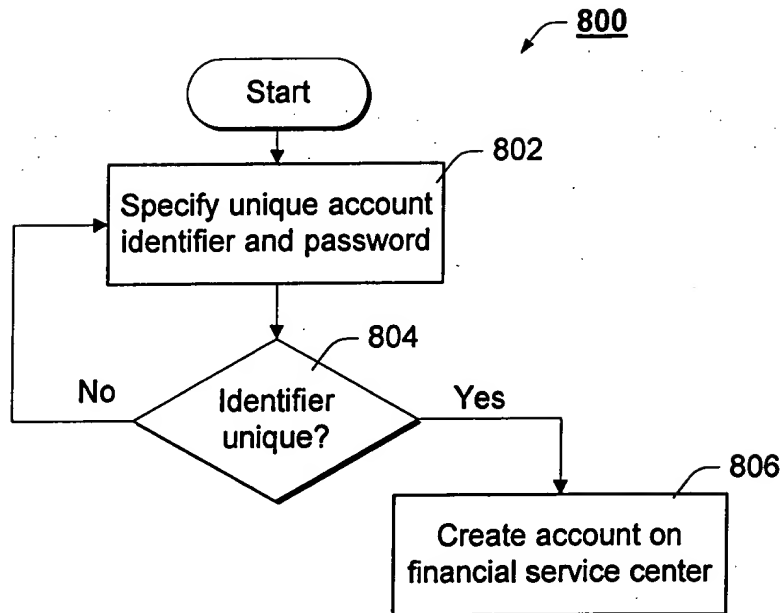 800
Start
802
Specify unique account
identifier and password
804
No
Identifier
unique?
Yes
806
Create account on
financial service center